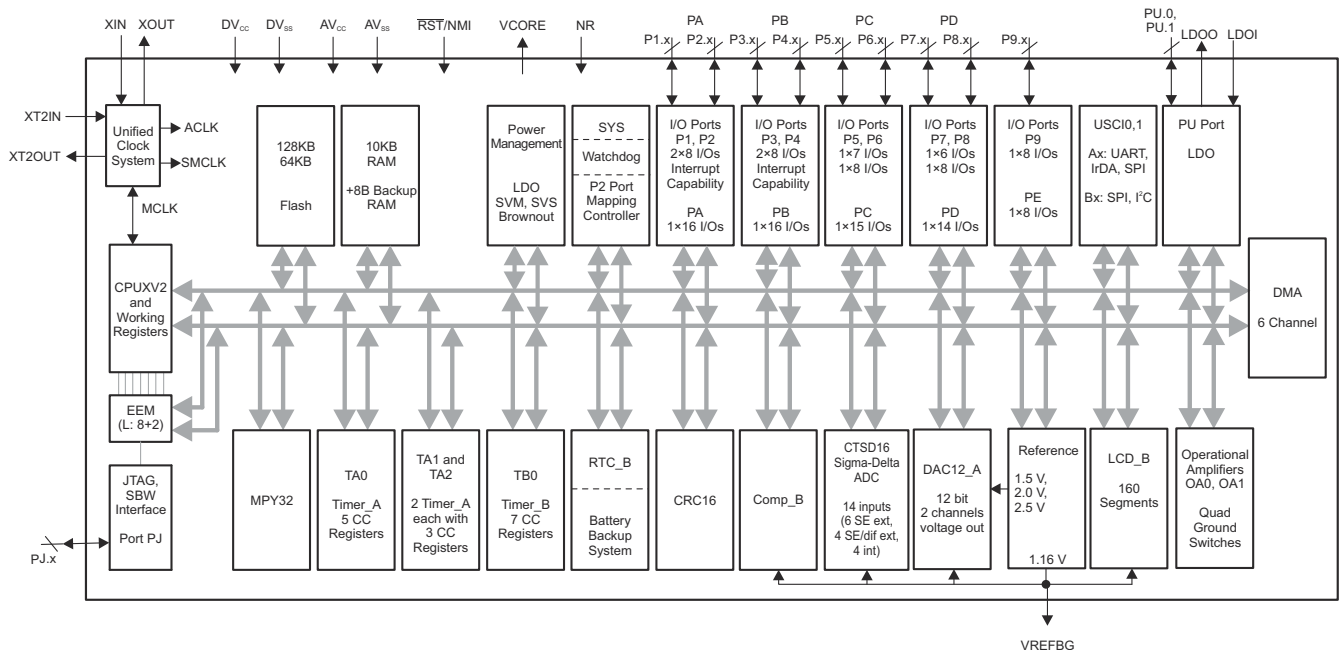 XIN
XOUT
DVCC
DVSS
AVCC
AVSS
RST/NMI
VCORE
NR
PA
P1.x
P2.x
PB
P3.x
P4.x
PC
P5.x
P6.x
PD
P7.x
P8.x
P9.x
PU.0,
PU.1
LDOO
LDOI
XT2IN
XT2OUT
Unified
Clock
System
ACLK
SMCLK
MCLK
128KB
64KB
Flash
10KB
RAM
+8B Backup
RAM
Power
Management
LDO
SVM, SVS
Brownout
SYS
Watchdog
P2 Port
Mapping
Controller
I/O Ports
P1, P2
2×8 I/Os
Interrupt
Capability
PA
1×16 I/Os
I/O Ports
P3, P4
2×8 I/Os
Interrupt
Capability
PB
1×16 I/Os
I/O Ports
P5, P6
1×7 I/Os
1×8 I/Os
PC
1×15 I/Os
I/O Ports
P7, P8
1×6 I/Os
1×8 I/Os
PD
1×14 I/Os
I/O Ports
P9
1×8 I/Os
PE
1×8 I/Os
USCI0,1
Ax: UART,
IrDA, SPI
Bx: SPI, I²C
PU Port
LDO
CPUXV2
and
Working
Registers
DMA
6 Channel
EEM
(L: 8+2)
JTAG,
SBW
Interface
Port PJ
PJ.x
MPY32
TA0
Timer_A
5 CC
Registers
TA1 and
TA2
2 Timer_A
each with
3 CC
Registers
TB0
Timer_B
7 CC
Registers
RTC_B
Battery
Backup
System
CRC16
Comp_B
CTSD16
Sigma-Delta
ADC
14 inputs
(6 SE ext,
4 SE/dif ext,
4 int)
DAC12_A
12 bit
2 channels
voltage out
Reference
1.5 V,
2.0 V,
2.5 V
1.16 V
LCD_B
160
Segments
Operational
Amplifiers
OA0, OA1
Quad
Ground
Switches
VREFBG